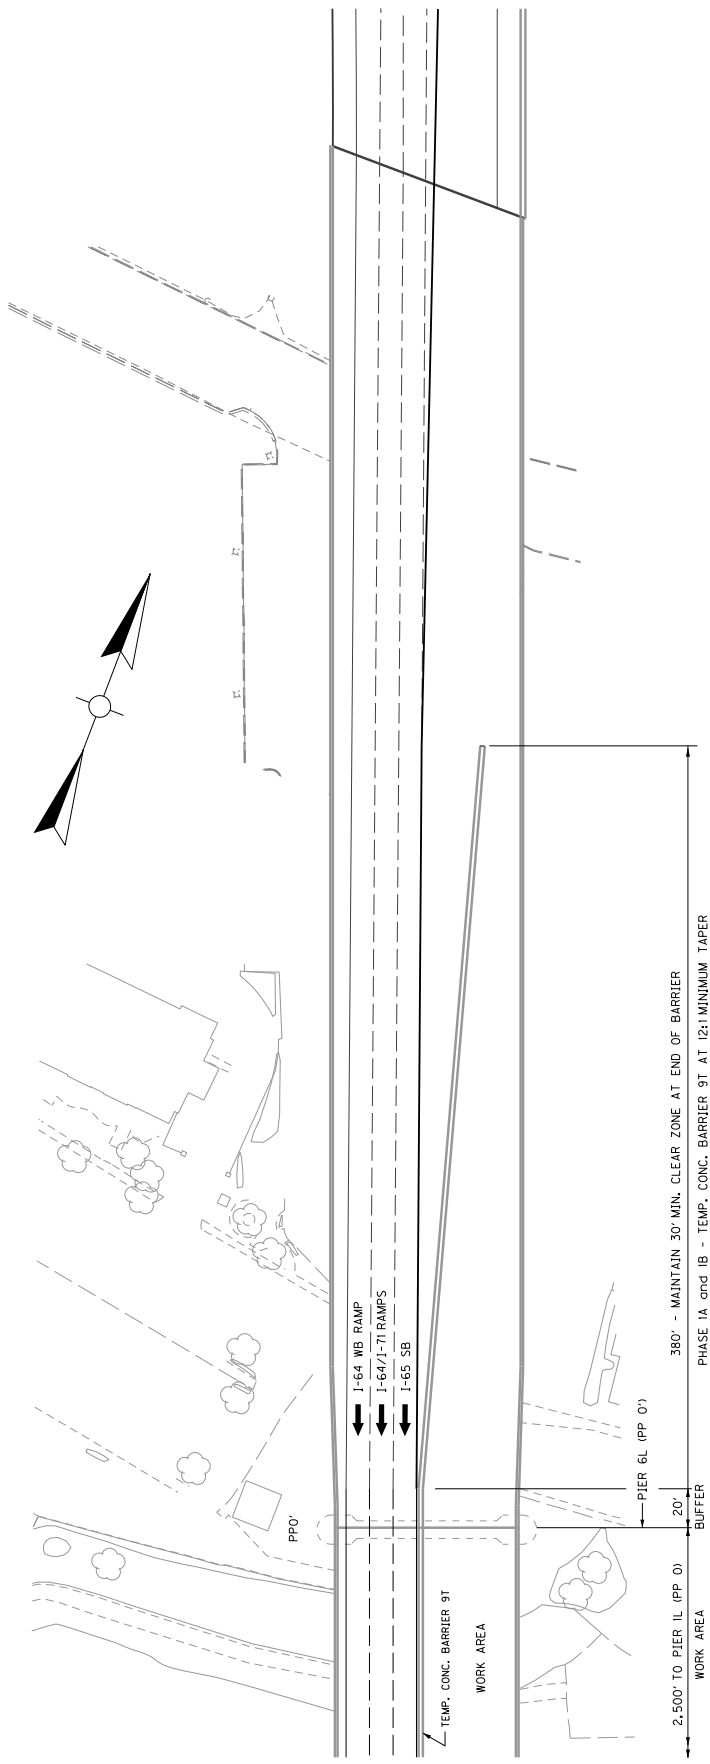 I-64 WB RAMP
I-64/I-71 RAMPS
I-65 SB
PP0'
TEMP. CONC. BARRIER 9T
WORK AREA
PIER 6L (PP 0')
380' - MAINTAIN 30' MIN. CLEAR ZONE AT END OF BARRIER
PHASE 1A and 1B - TEMP. CONC. BARRIER 9T AT 12:1 MINIMUM TAPER
20'
BUFFER
2,500' TO PIER 1L (PP 0)
WORK AREA